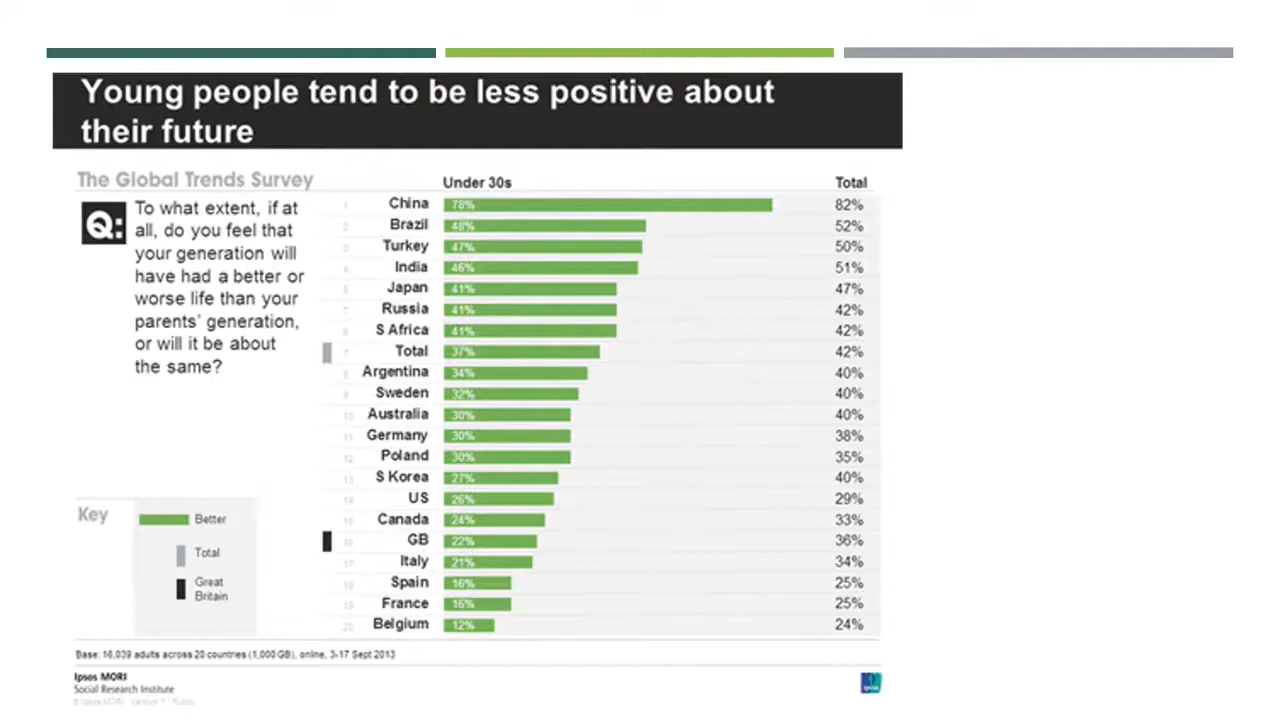 Young people tend to be less positive about
their future
The Global Trends Survey
Q:
To what extent, if at
all, do you feel that
your generation will
have had a better or
worse life than your
parents' generation,
or will it be about
the same?
Under 30s Total
China 78% 82%
Brazil 48% 52%
Turkey 47% 50%
India 46% 51%
Japan 41% 47%
Russia 41% 42%
S Africa 41% 42%
Total 37% 42%
Argentina 34% 40%
Sweden 32% 40%
Australia 30% 40%
Germany 30% 38%
Poland 30% 35%
S Korea 27% 40%
US 26% 29%
Canada 24% 33%
GB 22% 36%
Italy 21% 34%
Spain 16% 25%
France 16% 25%
Belgium 12% 24%
Key
Better
Total
Great
Britain
Base: 16,039 adults across 20 countries (1,000 GB), online, 3-17 Sept 2013
Ipsos MORI
Social Research Institute
Ipsos